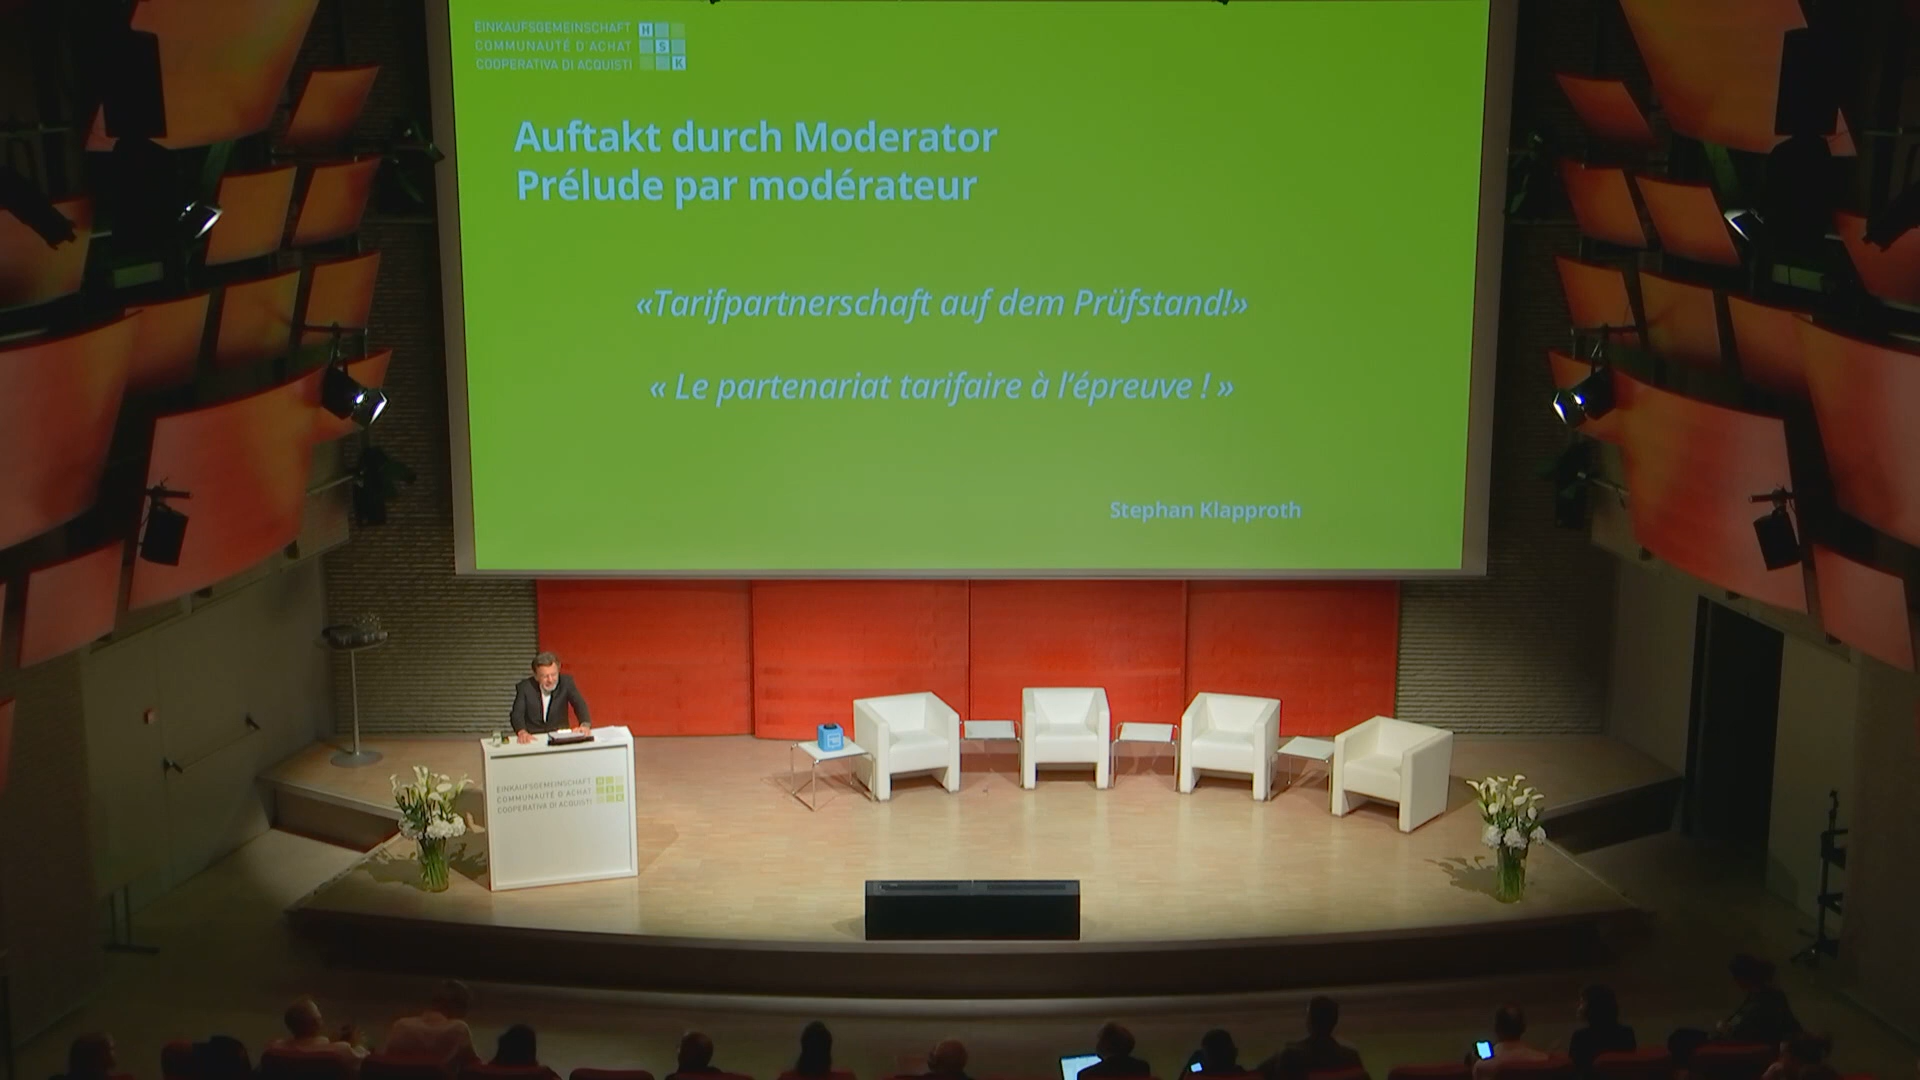 EINKAUFSGEMEINSCHAFT
COMMUNAUTÉ D'ACHAT
COOPERATIVA DI ACQUISTI
H
S
K
Auftakt durch Moderator
Prélude par modérateur
«Tarifpartnerschaft auf dem Prüfstand!»
« Le partenariat tarifaire à l’épreuve ! »
Stephan Klapproth
EINKAUFSGEMEINSCHAFT
COMMUNAUTÉ D'ACHAT
COOPERATIVA DI ACQUISTI